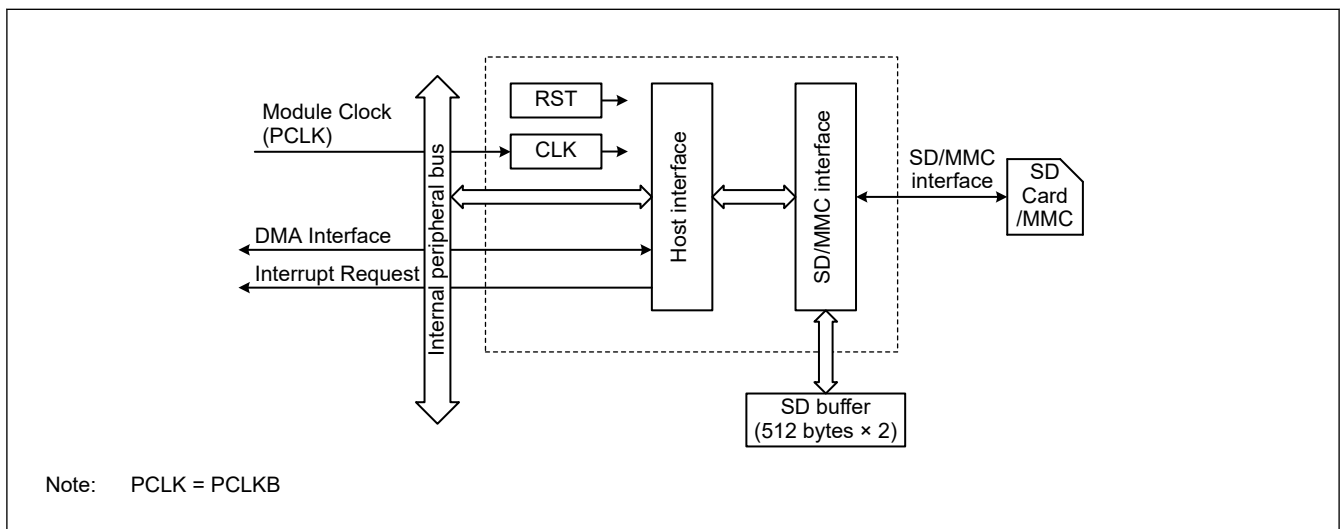 RST
Module Clock
(PCLK)
CLK
Internal peripheral bus
Host interface
SD/MMC interface
SD/MMC
interface
SD
Card
/MMC
DMA Interface
Interrupt Request
SD buffer
(512 bytes × 2)
Note: PCLK = PCLKB